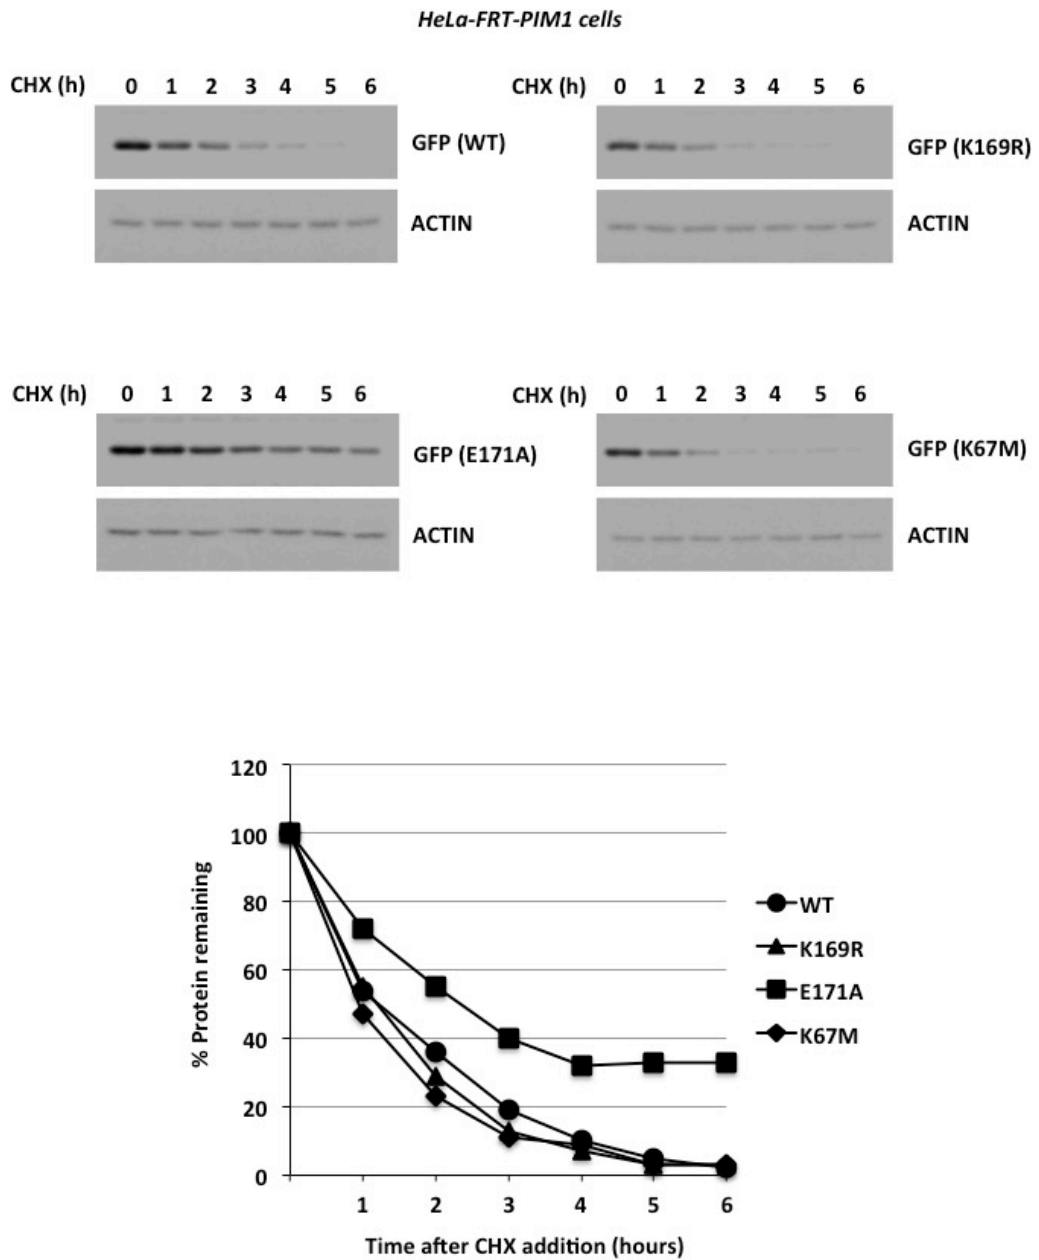 HeLa-FRT-PIM1 cells
CHX (h) 0 1 2 3 4 5 6
GFP (WT)
ACTIN
CHX (h) 0 1 2 3 4 5 6
GFP (K169R)
ACTIN
CHX (h) 0 1 2 3 4 5 6
GFP (E171A)
ACTIN
CHX (h) 0 1 2 3 4 5 6
GFP (K67M)
ACTIN
% Protein remaining
120
100
80
60
40
20
0
1 2 3 4 5 6
Time after CHX addition (hours)
WT
K169R
E171A
K67M